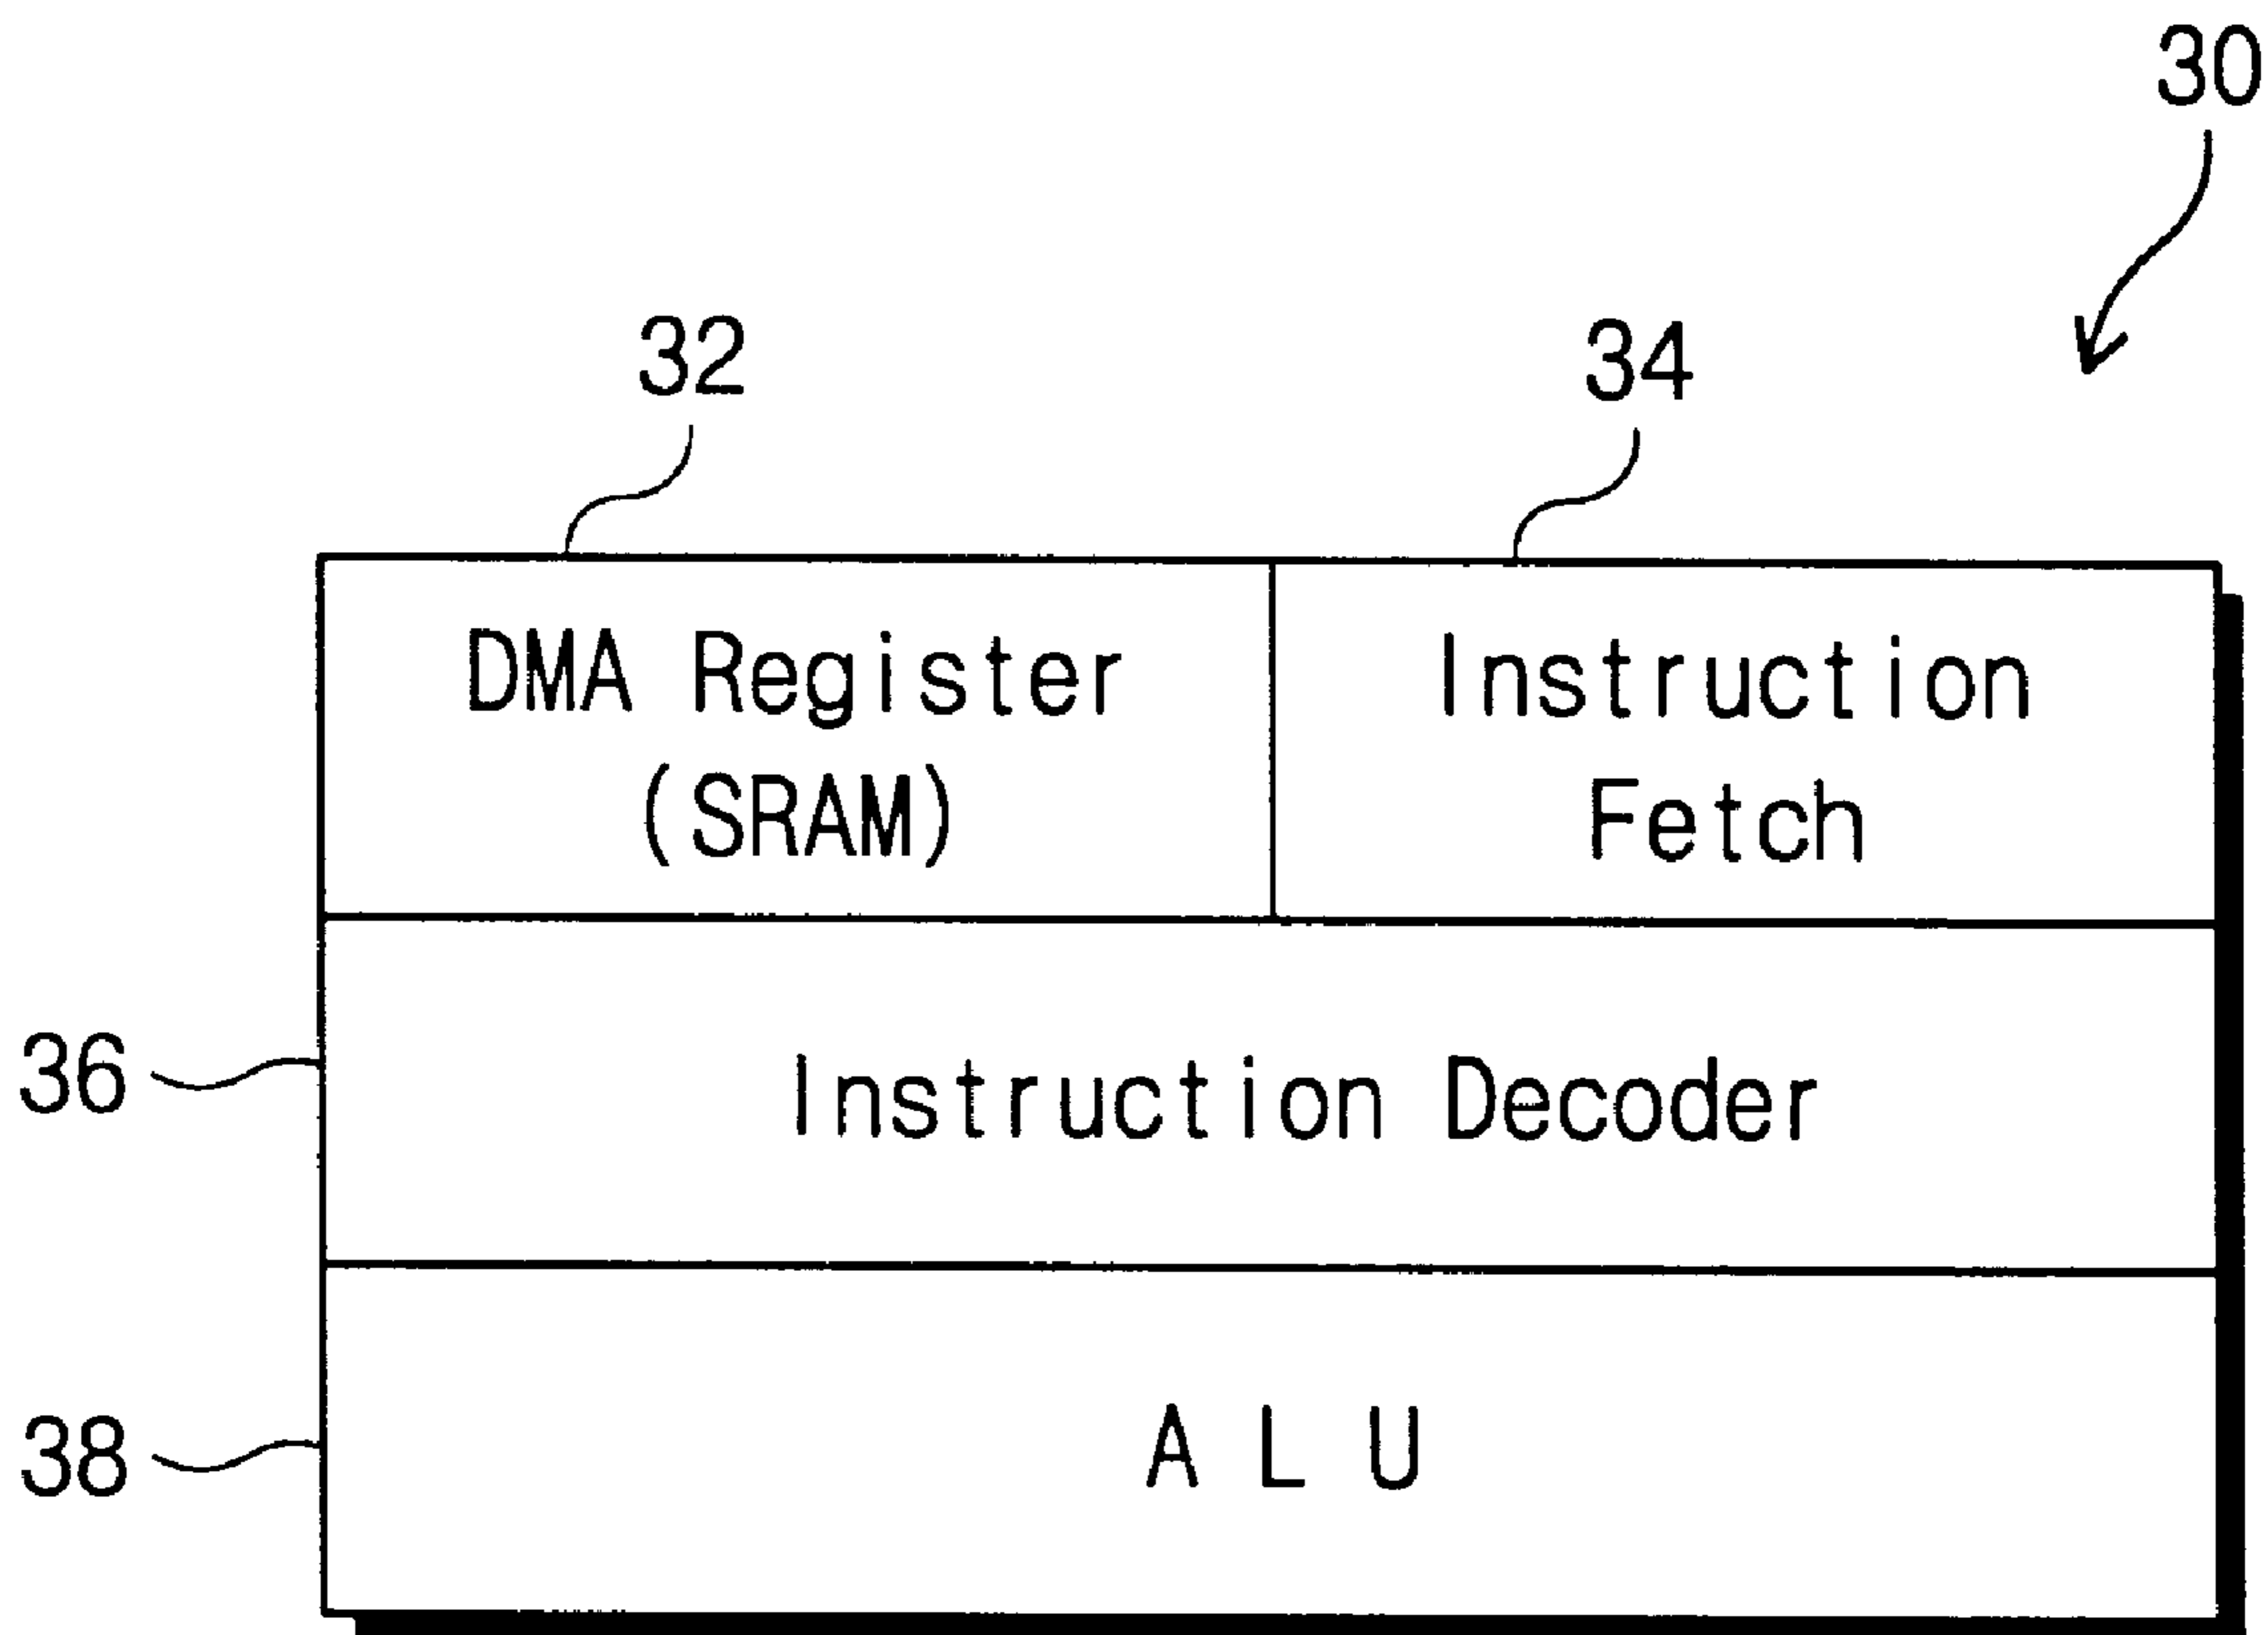 30
32
34
DMA Register
(SRAM)
Instruction
Fetch
36
Instruction Decoder
38
A L U